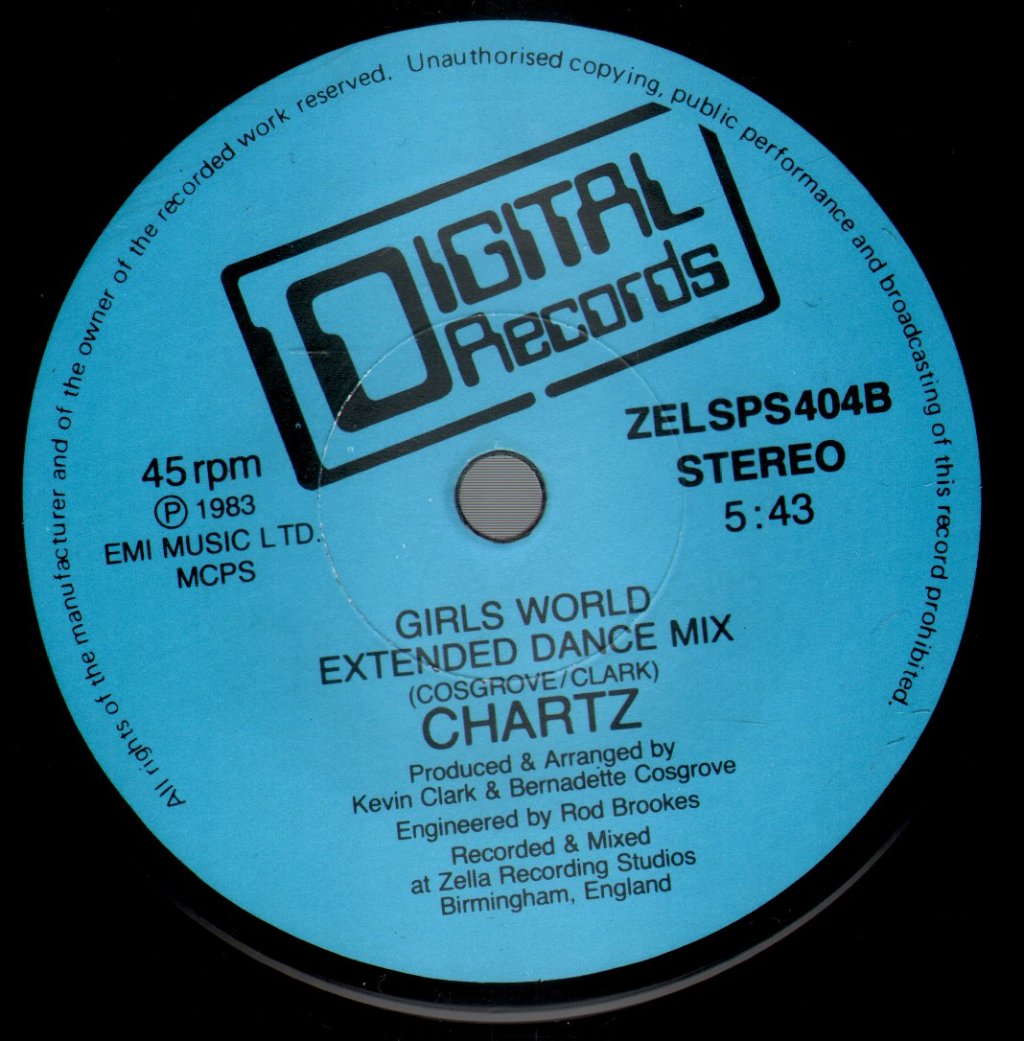 All rights of the manufacturer and of the owner of the recorded work reserved. Unauthorised copying, public performance and broadcasting of this record prohibited.
DIGITAL
Records
ZELSPS404B
STEREO
5:43
45 rpm
Ⓟ 1983
EMI MUSIC LTD.
MCPS
GIRLS WORLD
EXTENDED DANCE MIX
(COSGROVE/CLARK)
CHARTZ
Produced & Arranged by
Kevin Clark & Bernadette Cosgrove
Engineered by Rod Brookes
Recorded & Mixed
at Zella Recording Studios
Birmingham, England